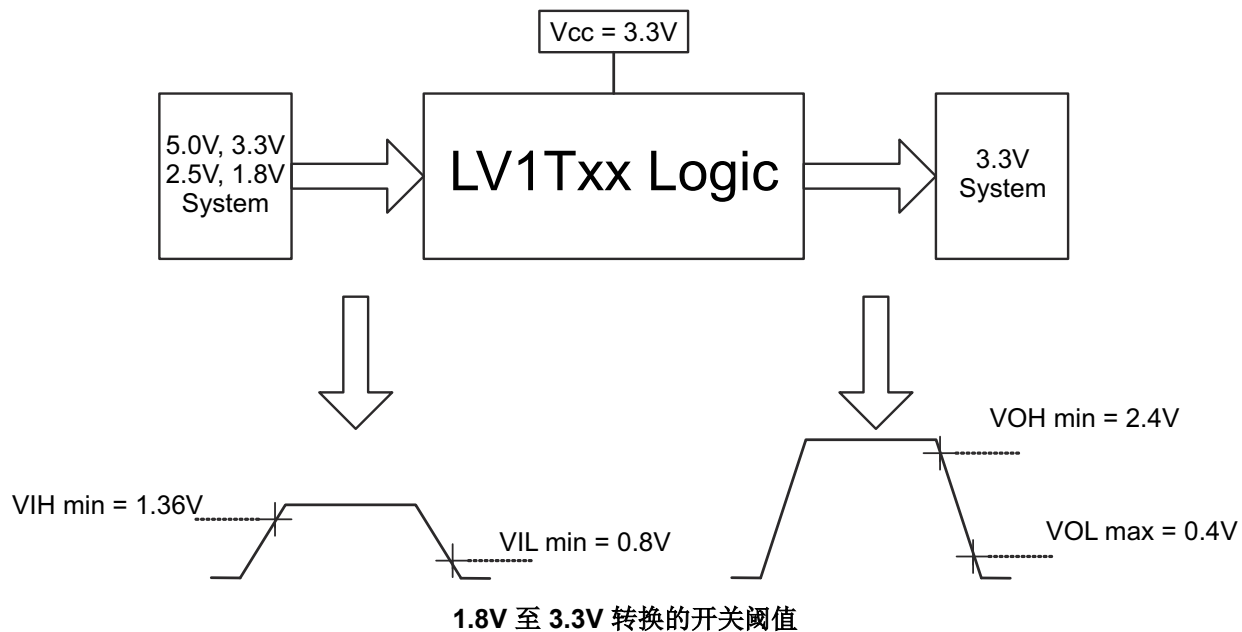 Vcc = 3.3V
5.0V, 3.3V
2.5V, 1.8V
System
LV1Txx Logic
3.3V
System
VOH min = 2.4V
VIH min = 1.36V
VIL min = 0.8V
VOL max = 0.4V
1.8V 至 3.3V 转换的开关阈值